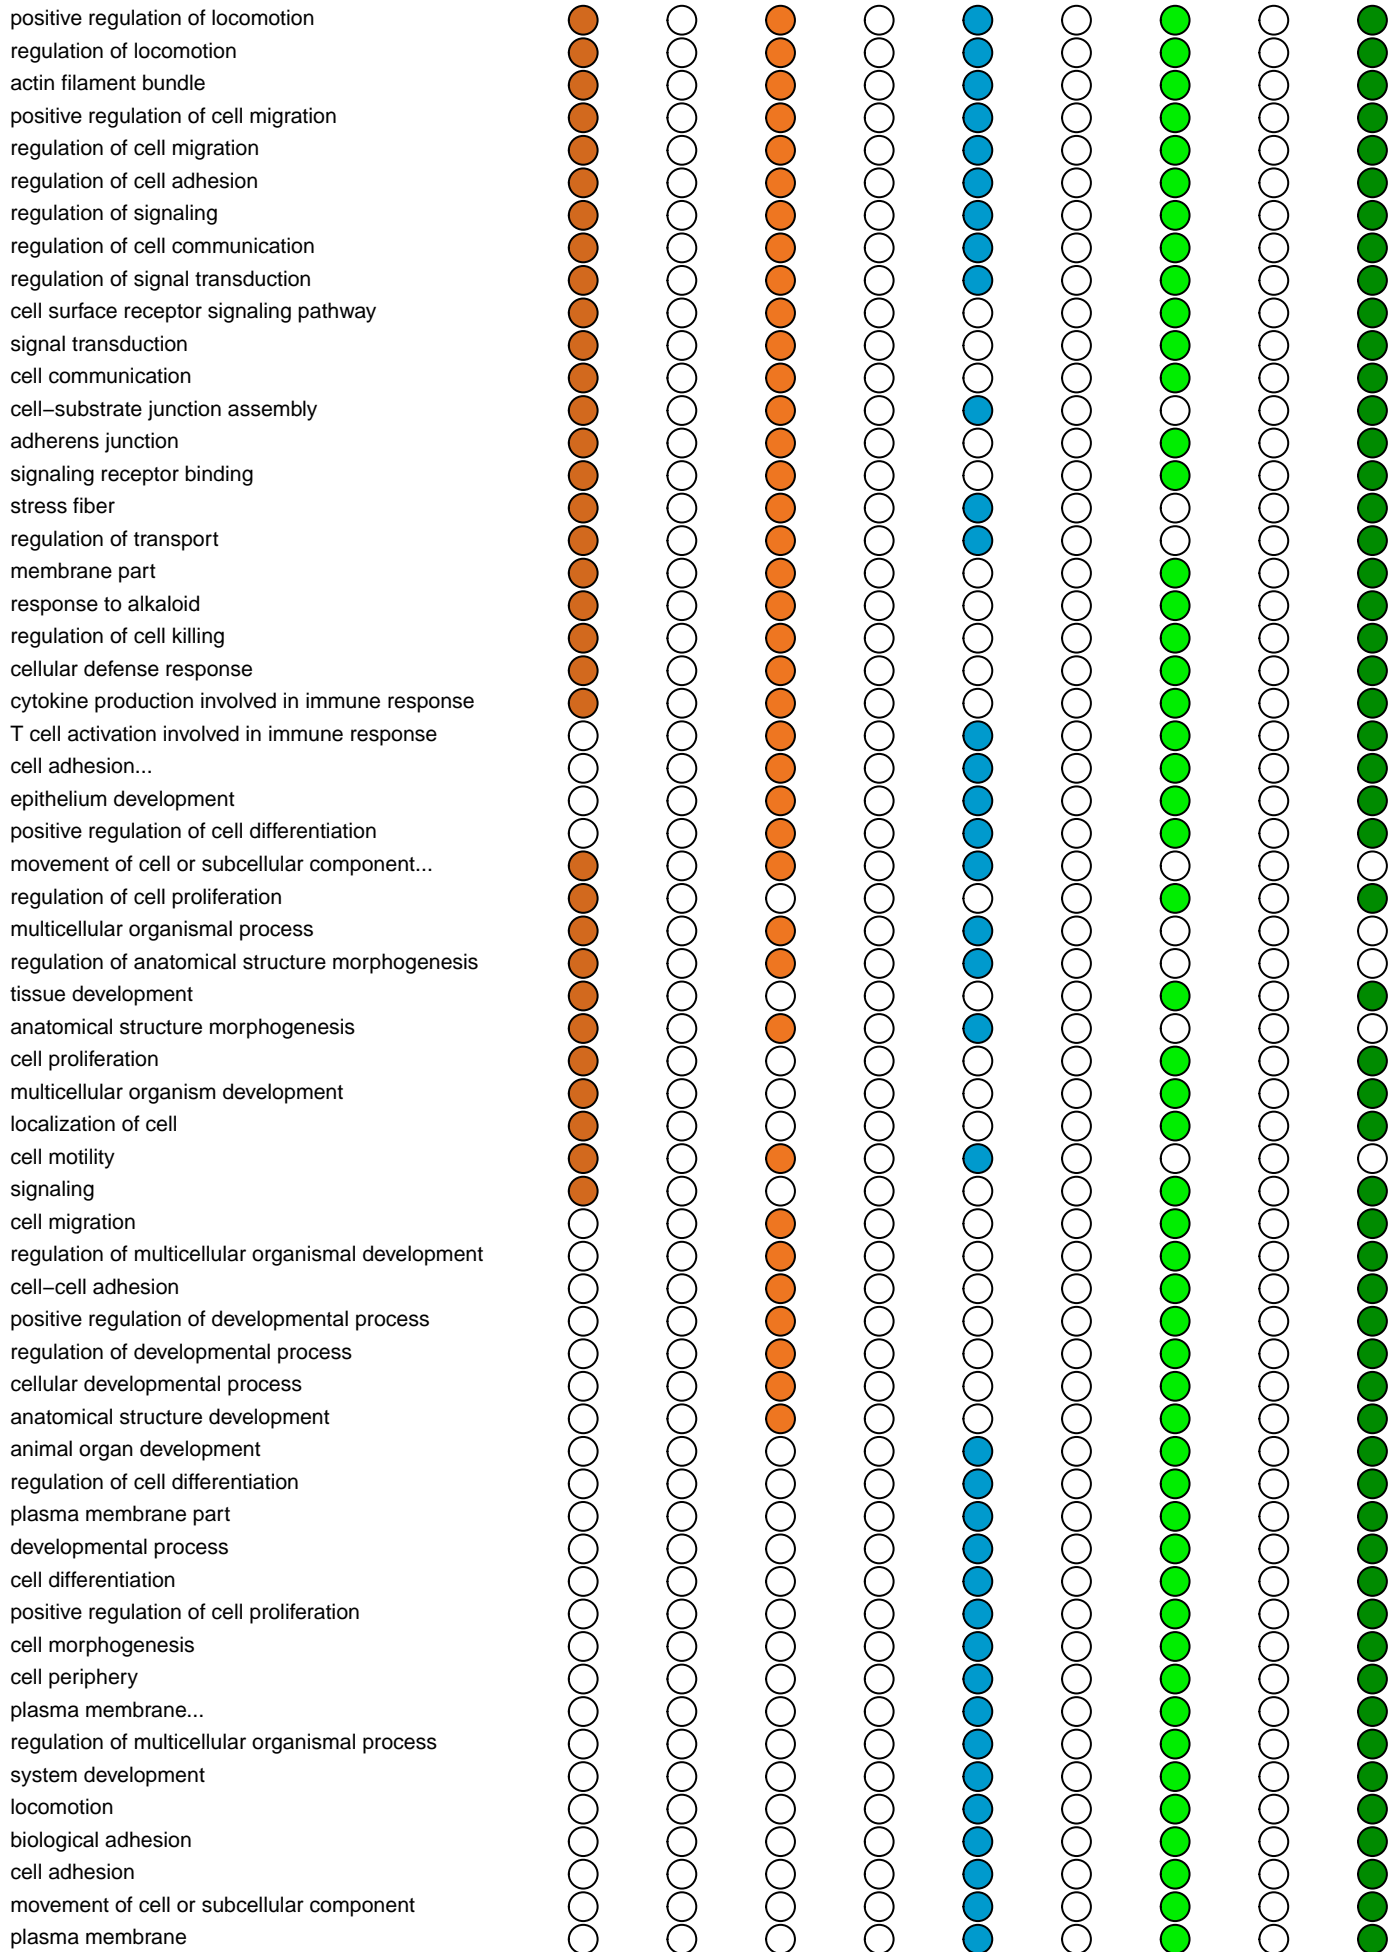 positive regulation of locomotion
regulation of locomotion
actin filament bundle
positive regulation of cell migration
regulation of cell migration
regulation of cell adhesion
regulation of signaling
regulation of cell communication
regulation of signal transduction
cell surface receptor signaling pathway
signal transduction
cell communication
cell−substrate junction assembly
adherens junction
signaling receptor binding
stress fiber
regulation of transport
membrane part
response to alkaloid
regulation of cell killing
cellular defense response
cytokine production involved in immune response
T cell activation involved in immune response
cell adhesion...
epithelium development
positive regulation of cell differentiation
movement of cell or subcellular component...
regulation of cell proliferation
multicellular organismal process
regulation of anatomical structure morphogenesis
tissue development
anatomical structure morphogenesis
cell proliferation
multicellular organism development
localization of cell
cell motility
signaling
cell migration
regulation of multicellular organismal development
cell−cell adhesion
positive regulation of developmental process
regulation of developmental process
cellular developmental process
anatomical structure development
animal organ development
regulation of cell differentiation
plasma membrane part
developmental process
cell differentiation
positive regulation of cell proliferation
cell morphogenesis
cell periphery
plasma membrane...
regulation of multicellular organismal process
system development
locomotion
biological adhesion
cell adhesion
movement of cell or subcellular component
plasma membrane